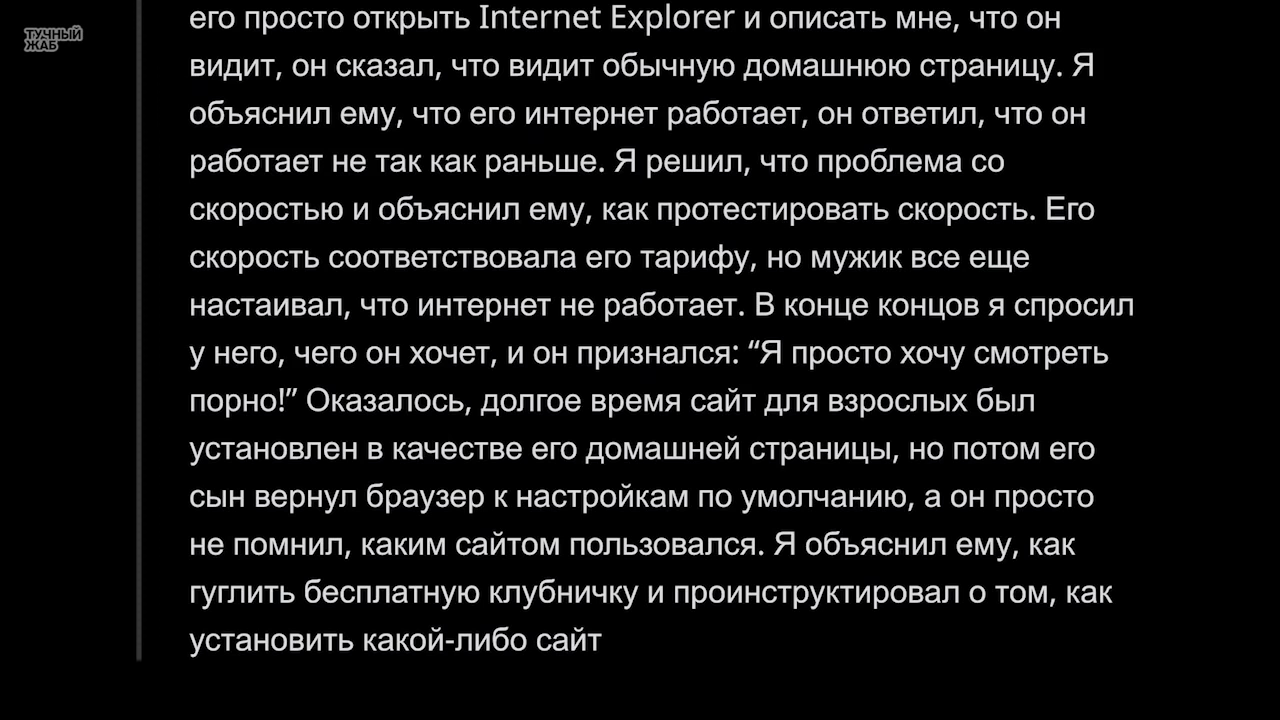 ТУЧНЫЙ
ЖАБ
его просто открыть Internet Explorer и описать мне, что он
видит, он сказал, что видит обычную домашнюю страницу. Я
объяснил ему, что его интернет работает, он ответил, что он
работает не так как раньше. Я решил, что проблема со
скоростью и объяснил ему, как протестировать скорость. Его
скорость соответствовала его тарифу, но мужик все еще
настаивал, что интернет не работает. В конце концов я спросил
у него, чего он хочет, и он признался: “Я просто хочу смотреть
порно!” Оказалось, долгое время сайт для взрослых был
установлен в качестве его домашней страницы, но потом его
сын вернул браузер к настройкам по умолчанию, а он просто
не помнил, каким сайтом пользовался. Я объяснил ему, как
гуглить бесплатную клубничку и проинструктировал о том, как
установить какой-либо сайт